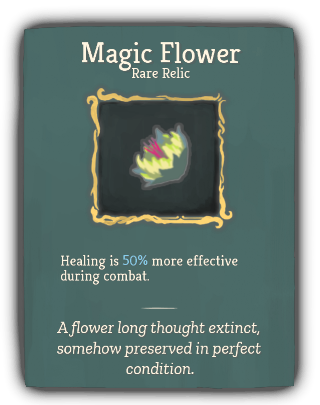 Magic Flower
Rare Relic
Healing is 50% more effective
during combat.
A flower long thought extinct,
somehow preserved in perfect
condition.